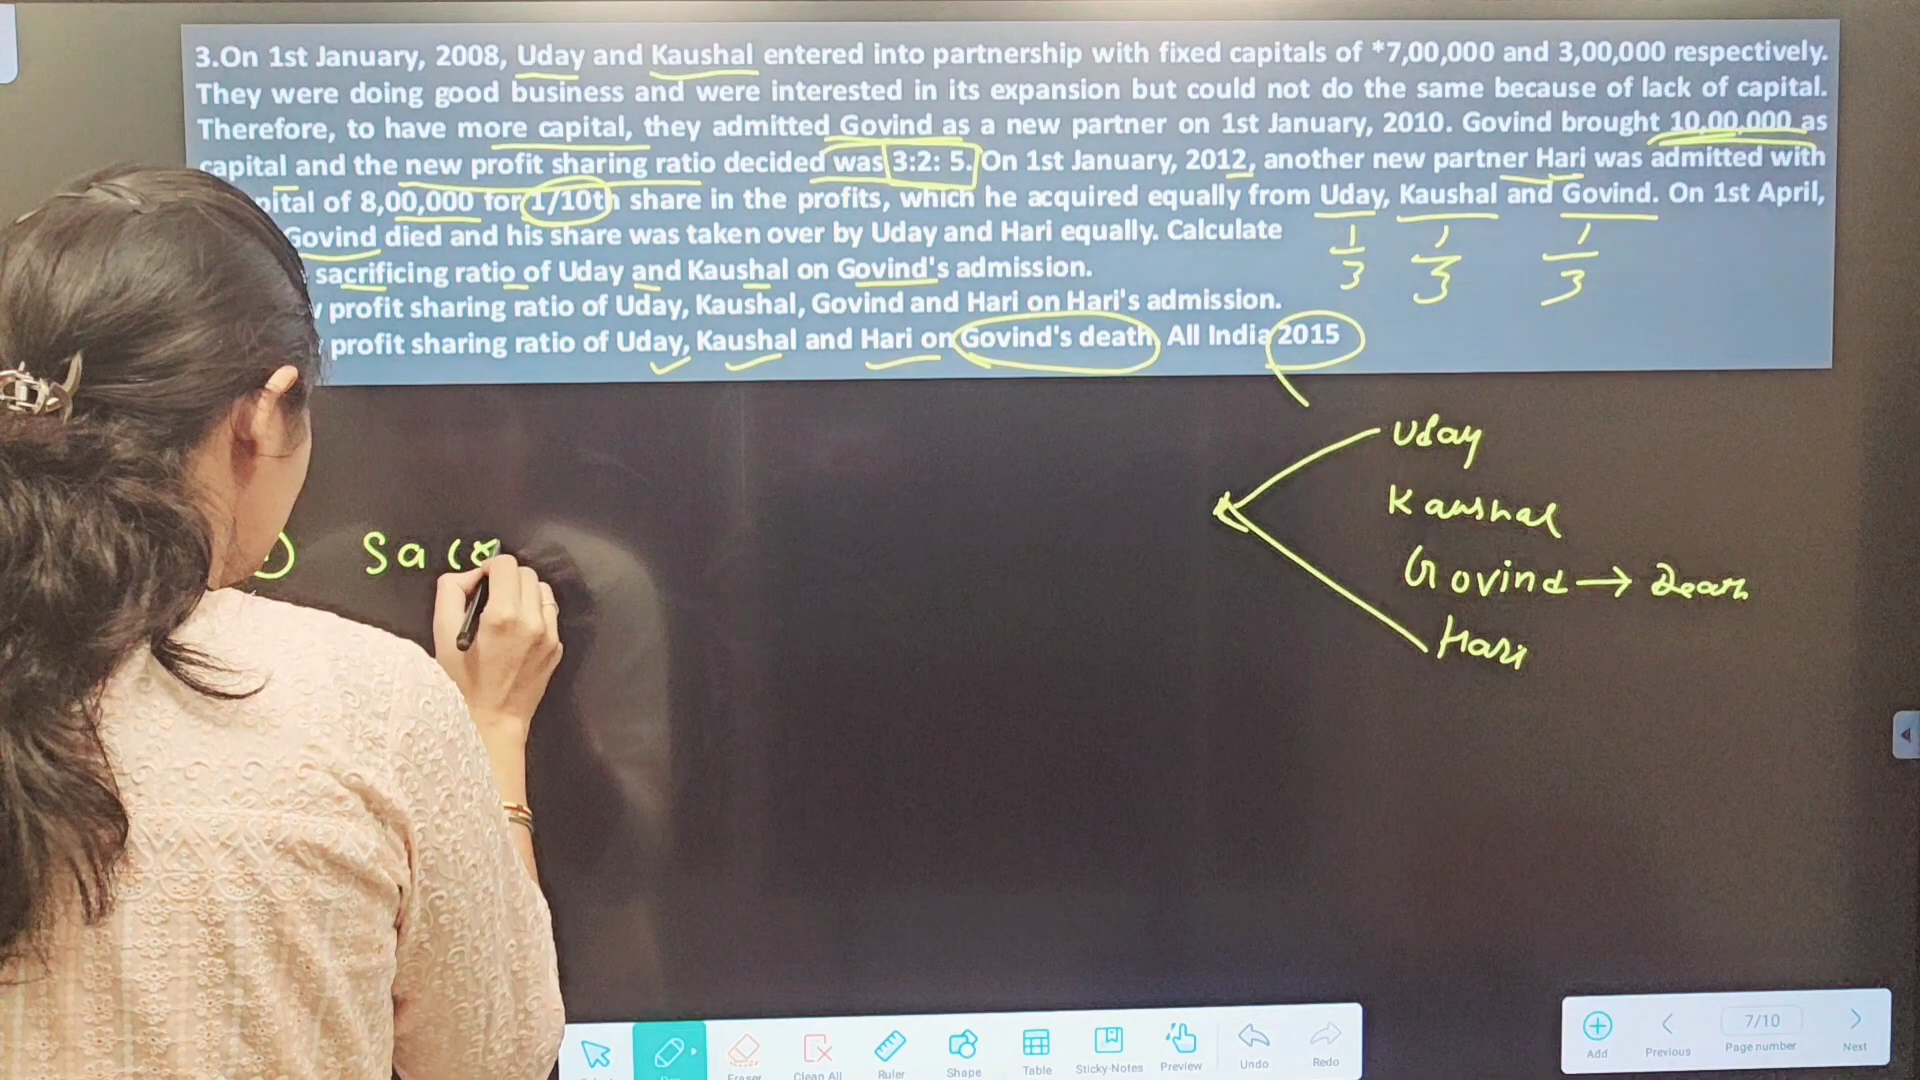 3.On 1st January, 2008, Uday and Kaushal entered into partnership with fixed capitals of *7,00,000 and 3,00,000 respectively.
They were doing good business and were interested in its expansion but could not do the same because of lack of capital.
Therefore, to have more capital, they admitted Govind as a new partner on 1st January, 2010. Govind brought 10,00,000 as
capital and the new profit sharing ratio decided was 3:2: 5. On 1st January, 2012, another new partner Hari was admitted with
of 8,00,000 for 1/10th share in the profits, which he acquired equally from Uday, Kaushal and Govind. On 1st April,
Govind died and his share was taken over by Uday and Hari equally. Calculate
sacrificing ratio of Uday and Kaushal on Govind's admission.
profit sharing ratio of Uday, Kaushal, Govind and Hari on Hari's admission.
profit sharing ratio of Uday, Kaushal and Hari on Govind's death All India 2015
1/3 1/3 1/3
Uday
Kaushal
Govind → Death
Hari
Sacr
Clean All
Ruler
Shape
Table
Sticky-Notes
Preview
Undo
Redo
Add
Previous
7/10
Page number
Next